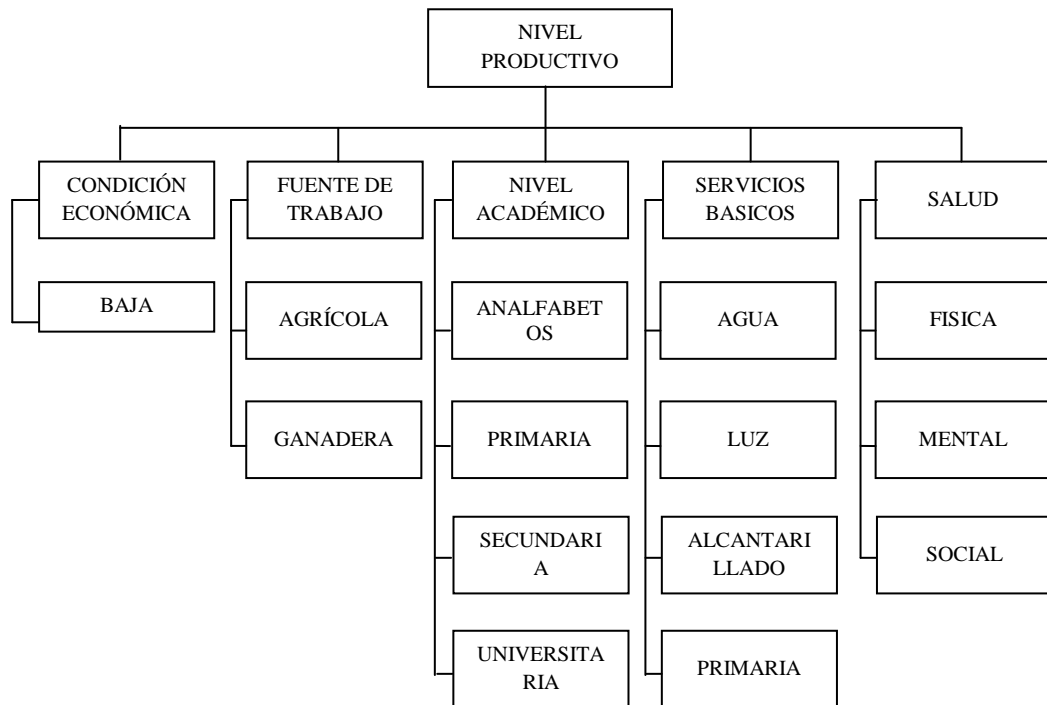 NIVEL
PRODUCTIVO
CONDICIÓN
ECONÓMICA
FUENTE DE
TRABAJO
NIVEL
ACADÉMICO
SERVICIOS
BASICOS
SALUD
BAJA
AGRÍCOLA
ANALFABET
OS
AGUA
FISICA
GANADERA
PRIMARIA
LUZ
MENTAL
SECUNDARI
A
ALCANTARI
LLADO
SOCIAL
UNIVERSITA
RIA
PRIMARIA